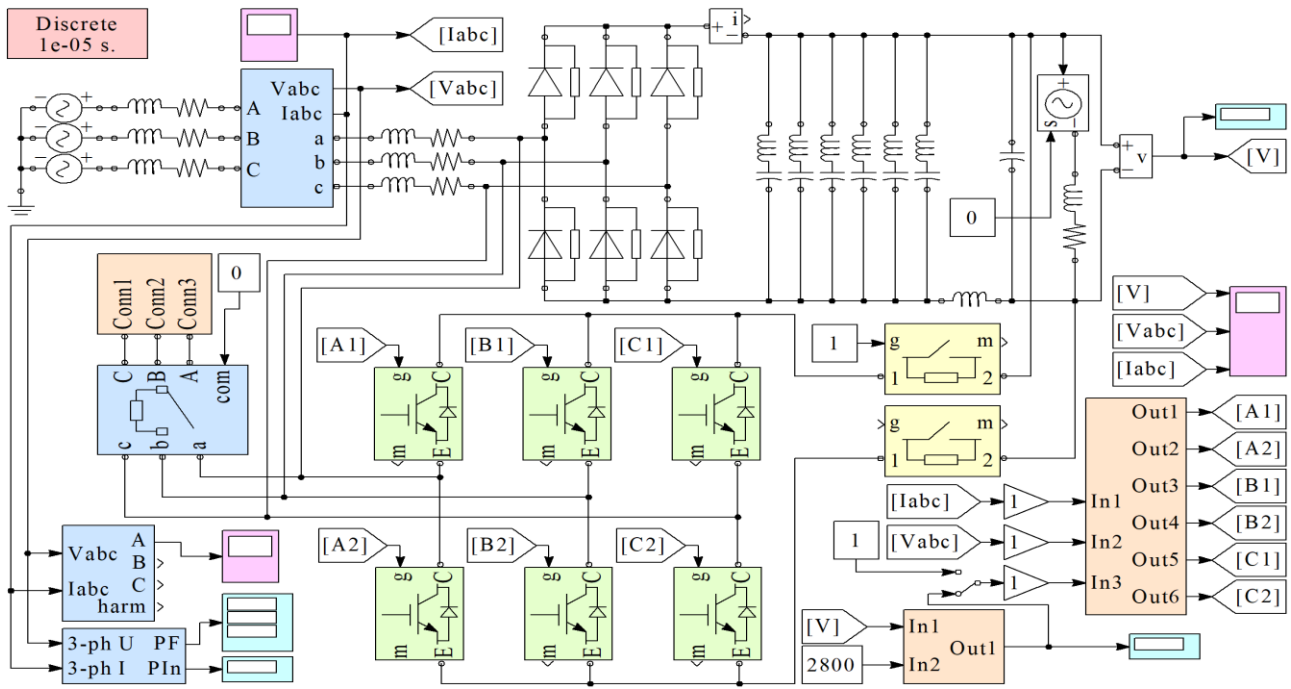 Discrete
1e-05 s.
[Iabc]
[Vabc]
Vabc
Iabc
A
B
C
a
b
c
i
+
−
s
v
[V]
0
0
Conn1
Conn2
Conn3
C
B
A
com
c
b
a
[A1]
[B1]
[C1]
g
C
m
E
g
C
m
E
g
C
m
E
1
g
m
1
2
g
m
1
2
[V]
[Vabc]
[Iabc]
[A2]
[B2]
[C2]
g
C
m
E
g
C
m
E
g
C
m
E
Vabc
Iabc
A
B
C
harm
3-ph U
3-ph I
PF
PIn
[Iabc]
1
[Vabc]
1
1
1
In1
In2
In3
Out1
Out2
Out3
Out4
Out5
Out6
[A1]
[A2]
[B1]
[B2]
[C1]
[C2]
[V]
2800
In1
In2
Out1